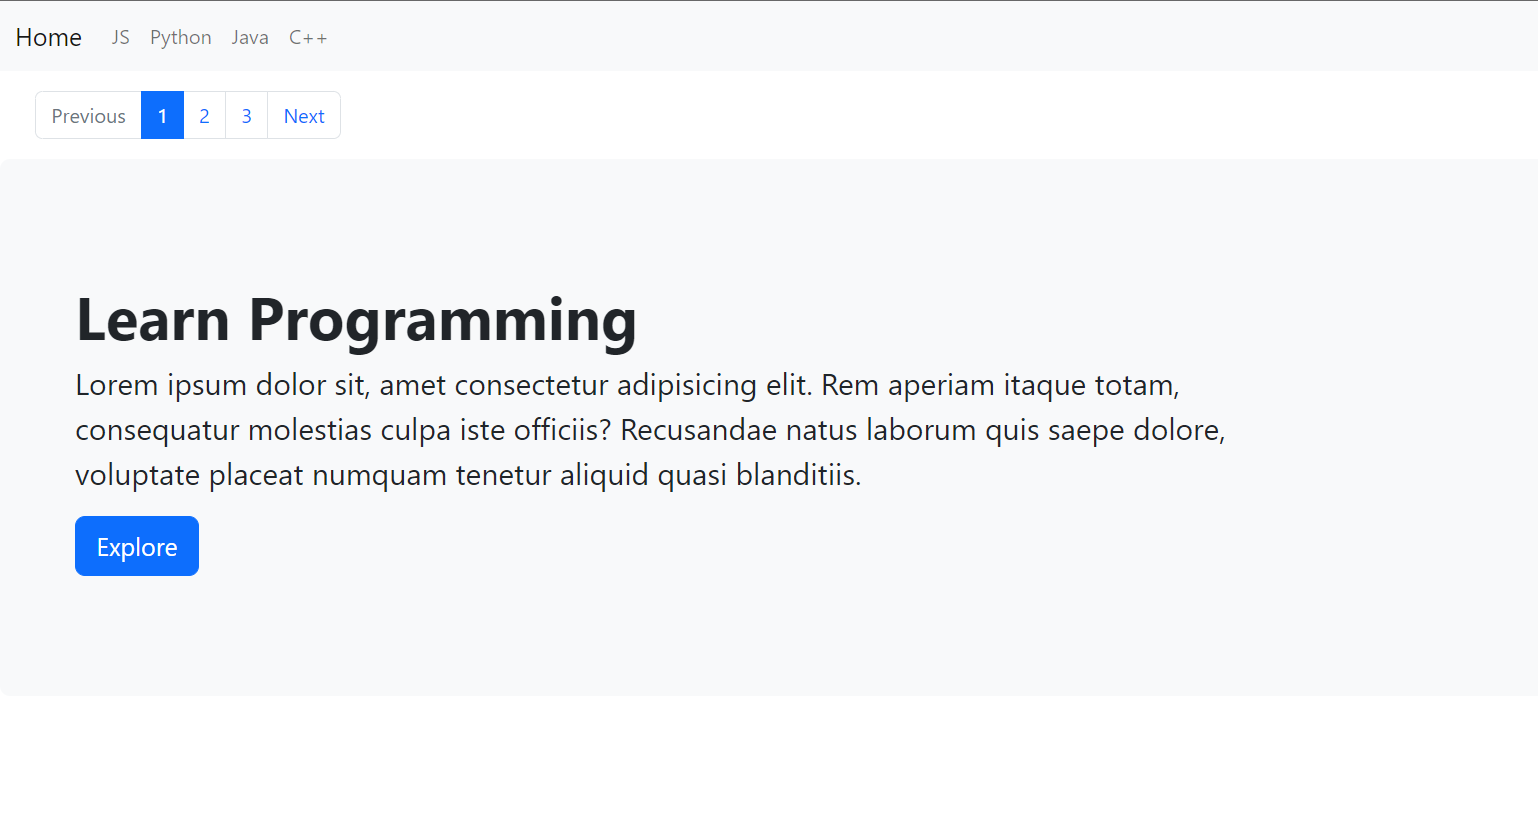 Home JS Python Java C++
Previous 1 2 3 Next
Learn Programming
Lorem ipsum dolor sit, amet consectetur adipisicing elit. Rem aperiam itaque totam,
consequatur molestias culpa iste officiis? Recusandae natus laborum quis saepe dolore,
voluptate placeat numquam tenetur aliquid quasi blanditiis.
Explore